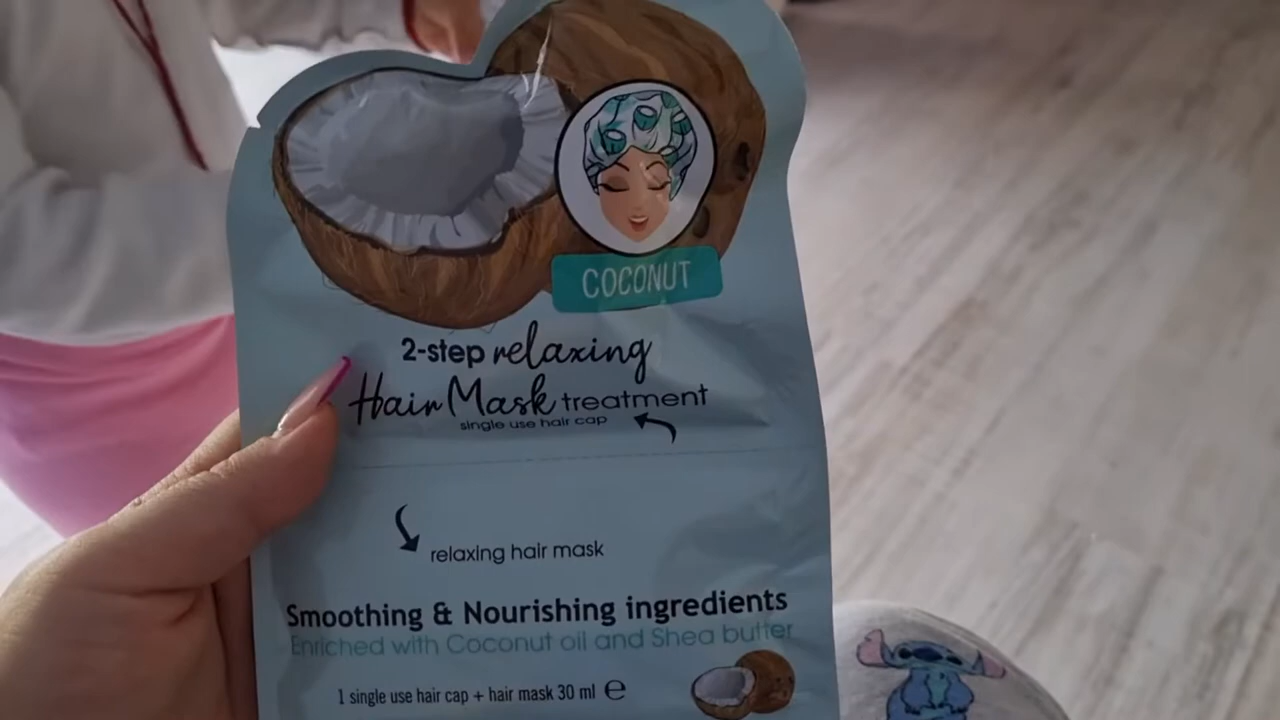 COCONUT
2-step relaxing
Hair Mask treatment
single use hair cap
relaxing hair mask
Smoothing & Nourishing ingredients
Enriched with Coconut oil and Shea butter
1 single use hair cap + hair mask 30 ml ℮